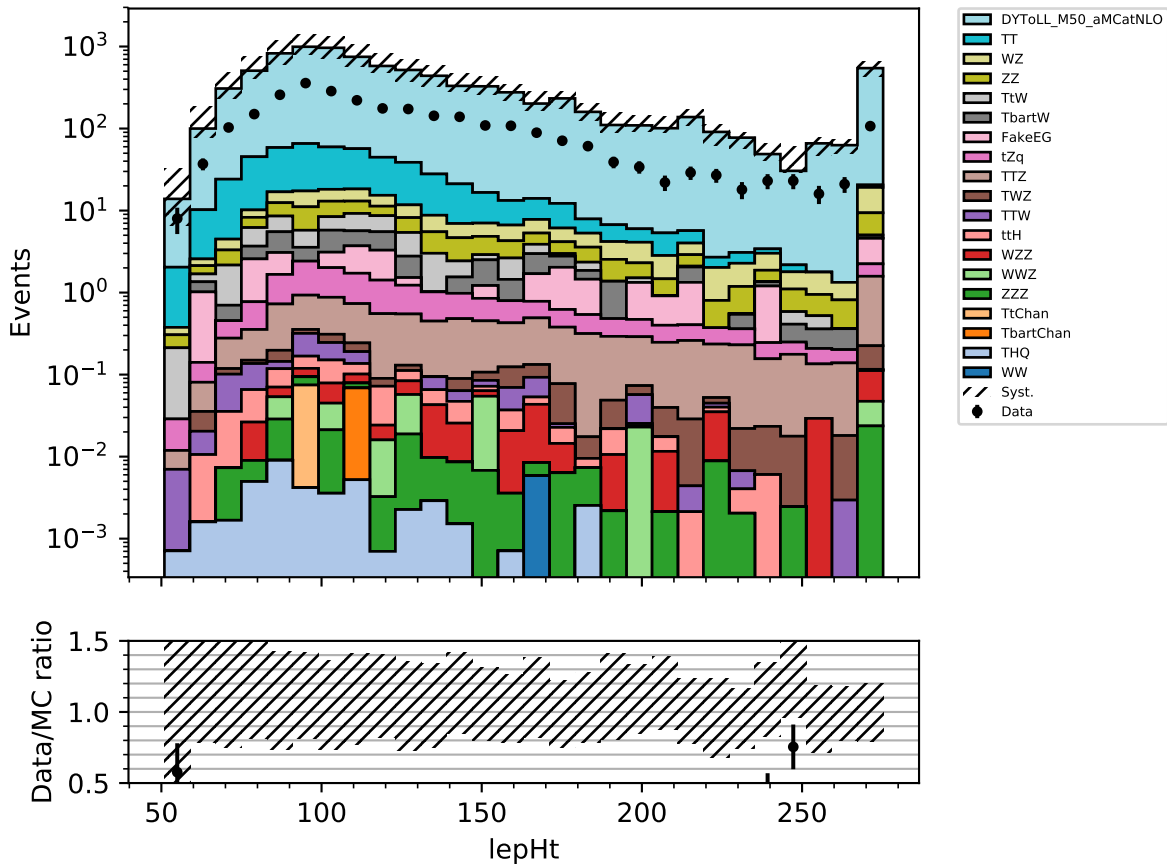 10³
10²
10¹
10⁰
10⁻¹
10⁻²
10⁻³
Events
DYToLL_M50_aMCatNLO
TT
WZ
ZZ
TtW
TbartW
FakeEG
tZq
TTZ
TWZ
TTW
ttH
WZZ
WWZ
ZZZ
TtChan
TbartChan
THQ
WW
Syst.
Data
1.5
1.0
0.5
Data/MC ratio
50
100
150
200
250
lepHt